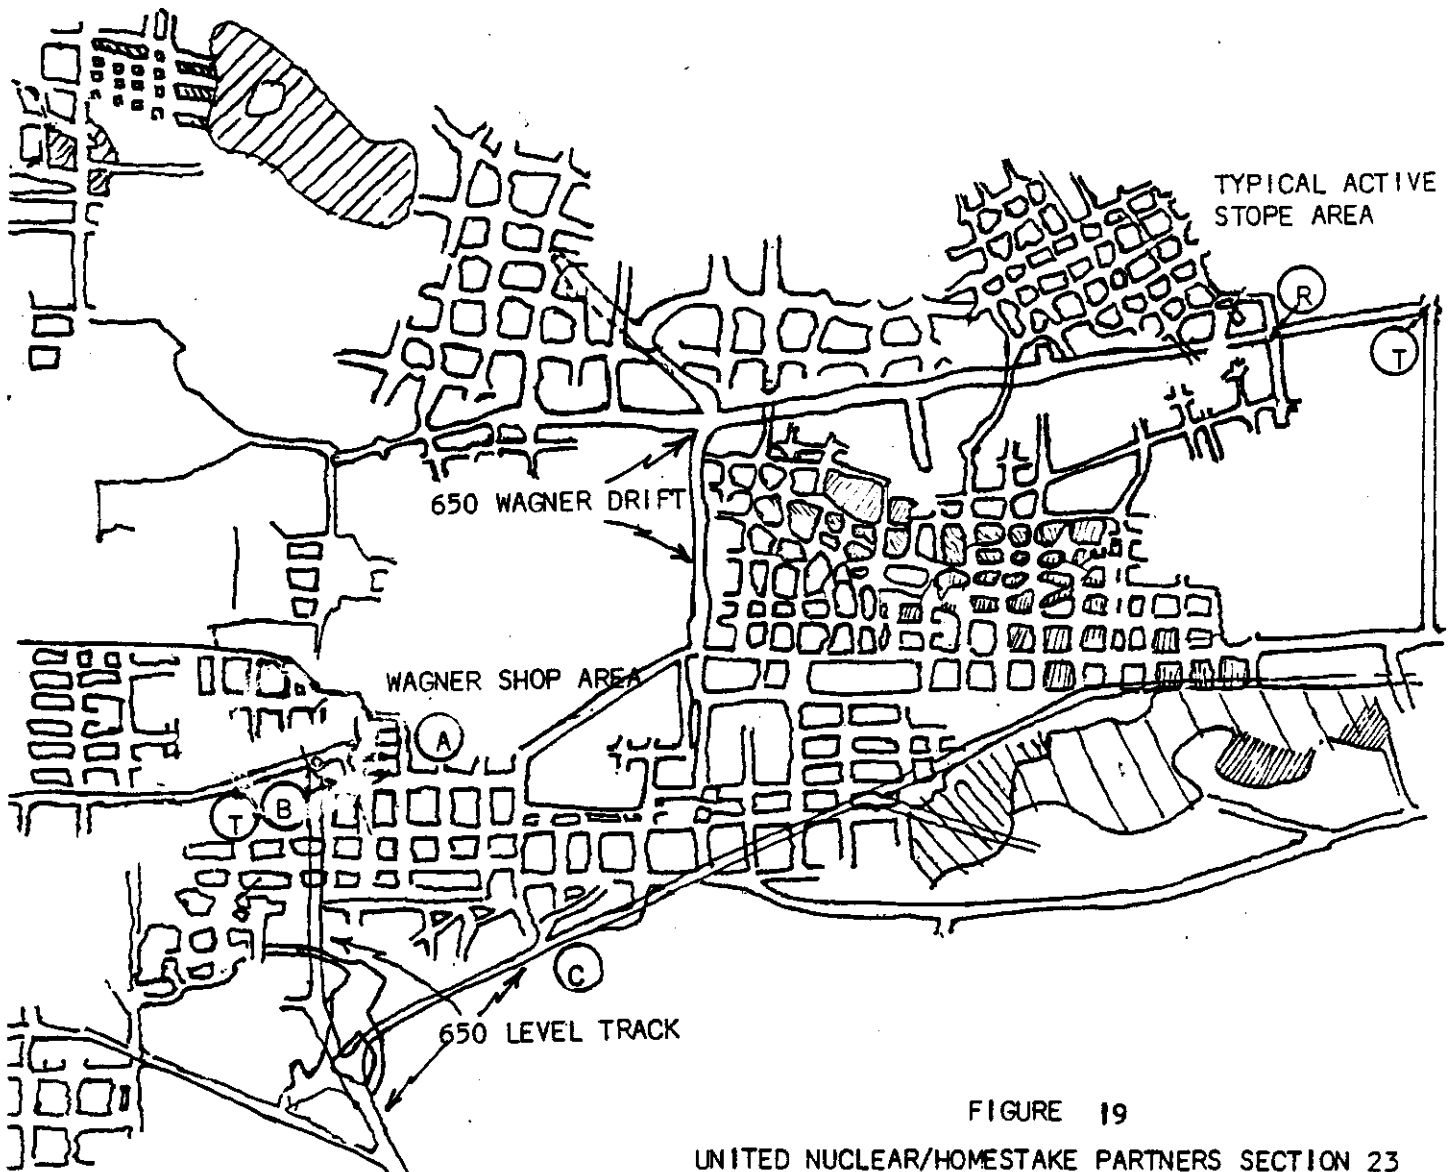 TYPICAL ACTIVE
STOPE AREA
R
T
650 WAGNER DRIFT
WAGNER SHOP AREA
A
T
B
C
650 LEVEL TRACK
FIGURE 19
UNITED NUCLEAR/HOMESTAKE PARTNERS SECTION 23